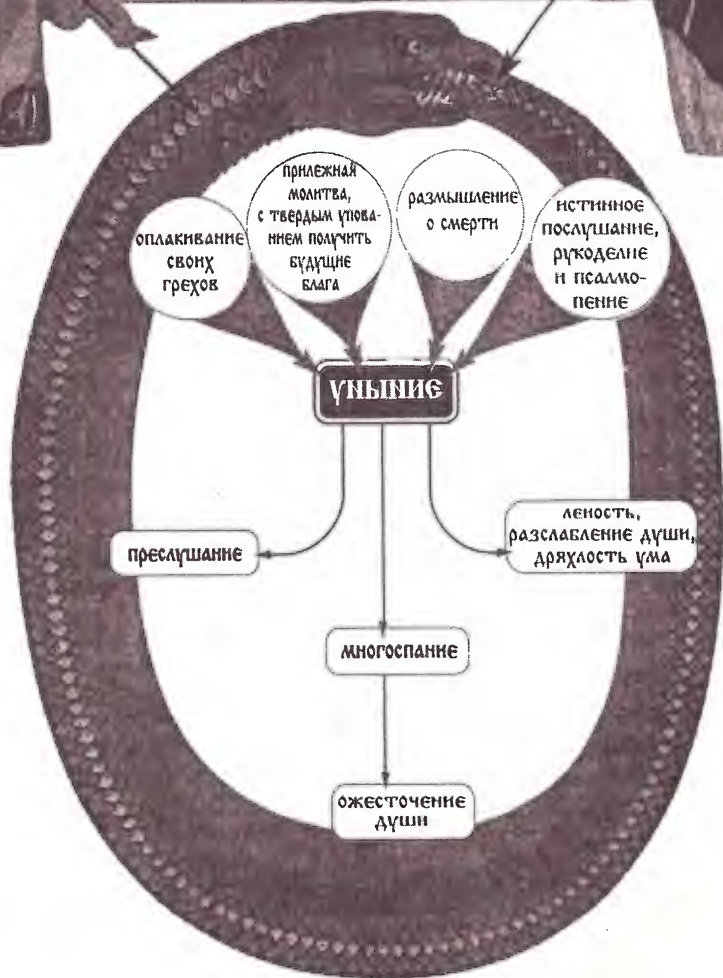 оплакивание
своих
грехов
прилежная
молитва,
с твердым упова-
нием получить
будущие
блага
размышление
о смерти
истинное
послушание,
рукоделие
и псалмо-
пение
уныние
преслушание
леность,
разслабление души,
дряхлость ума
многоспание
ожесточение
души